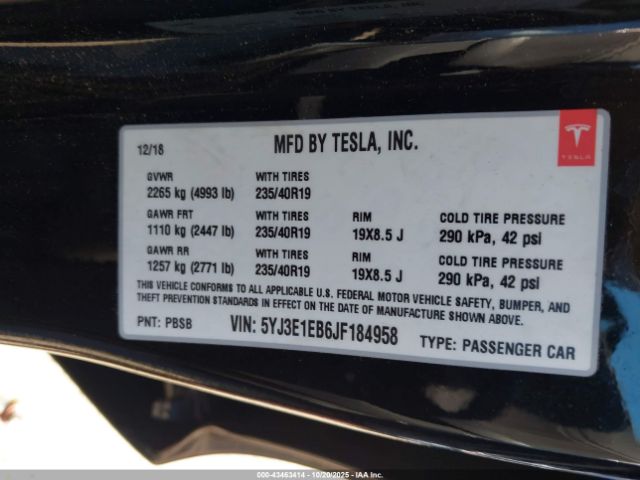 12/18
MFD BY TESLA, INC.
TESLA
GVWR WITH TIRES
2265 kg (4993 lb) 235/40R19
GAWR FRT WITH TIRES RIM COLD TIRE PRESSURE
1110 kg (2447 lb) 235/40R19 19X8.5 J 290 kPa, 42 psi
GAWR RR WITH TIRES RIM COLD TIRE PRESSURE
1257 kg (2771 lb) 235/40R19 19X8.5 J 290 kPa, 42 psi
THIS VEHICLE CONFORMS TO ALL APPLICABLE U.S. FEDERAL MOTOR VEHICLE SAFETY, BUMPER, AND
THEFT PREVENTION STANDARDS IN EFFECT ON THE DATE OF MANUFACTURE SHOWN ABOVE.
PNT: PBSB VIN: 5YJ3E1EB6JF184958 TYPE: PASSENGER CAR
000-43463414 - 10/20/2025 - IAA Inc.